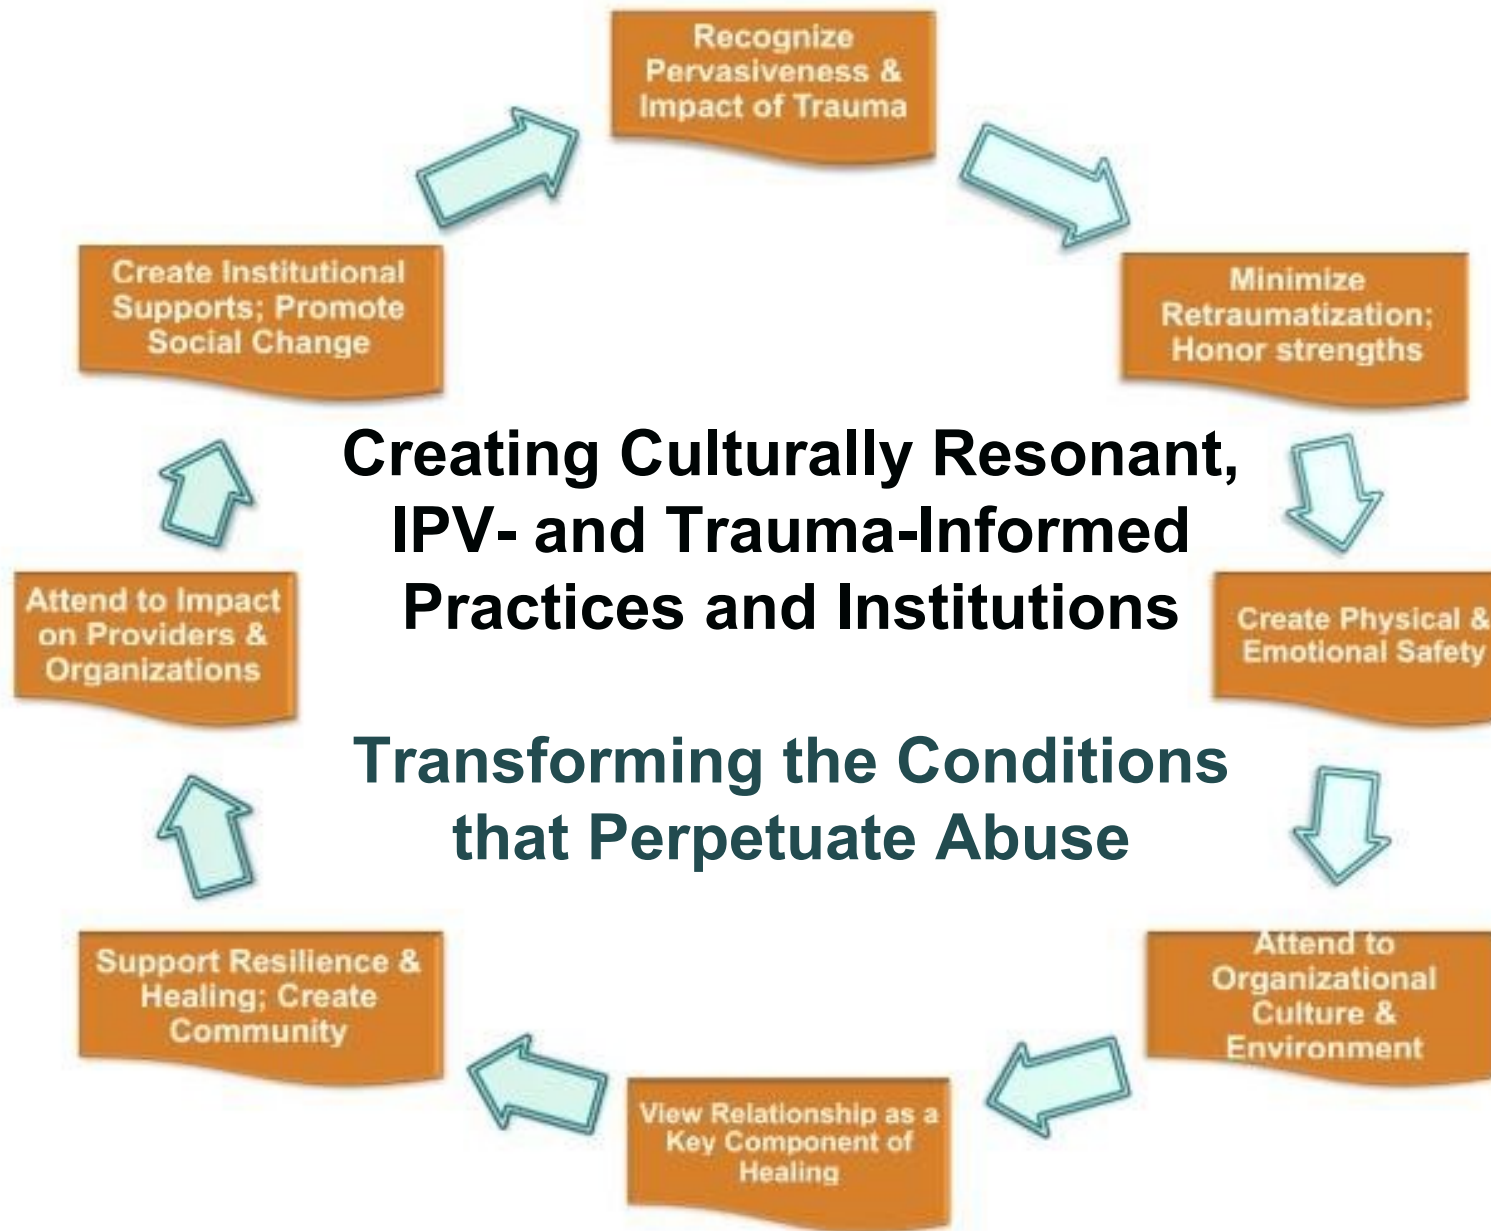 Recognize
Pervasiveness &
Impact of Trauma
Minimize
Retraumatization;
Honor strengths
Create Physical &
Emotional Safety
Attend to
Organizational
Culture &
Environment
View Relationship as a
Key Component of
Healing
Support Resilience &
Healing; Create
Community
Attend to Impact
on Providers &
Organizations
Create Institutional
Supports; Promote
Social Change
Creating Culturally Resonant,
IPV- and Trauma-Informed
Practices and Institutions
Transforming the Conditions
that Perpetuate Abuse